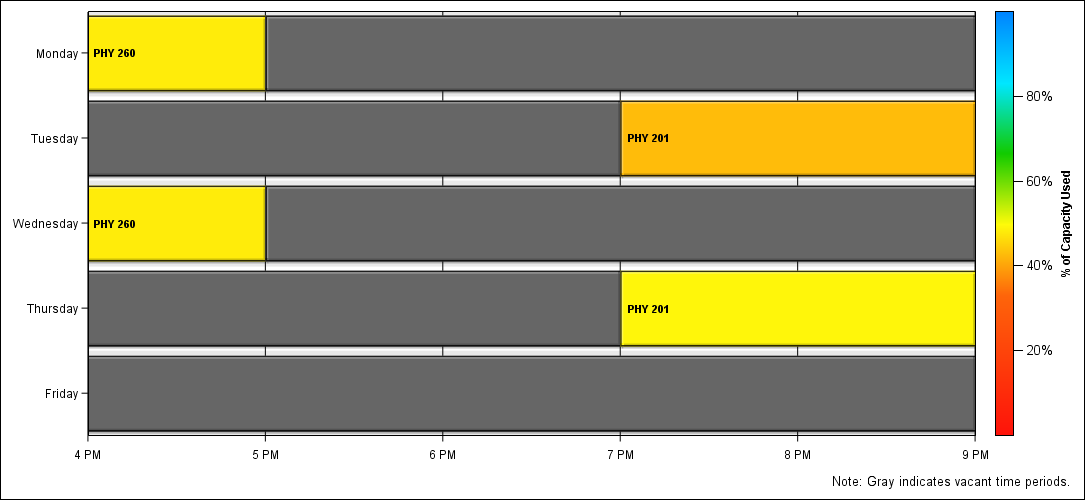 Monday
PHY 260
Tuesday
PHY 201
Wednesday
PHY 260
Thursday
PHY 201
Friday
4 PM
5 PM
6 PM
7 PM
8 PM
9 PM
80%
60%
40%
20%
% of Capacity Used
Note: Gray indicates vacant time periods.